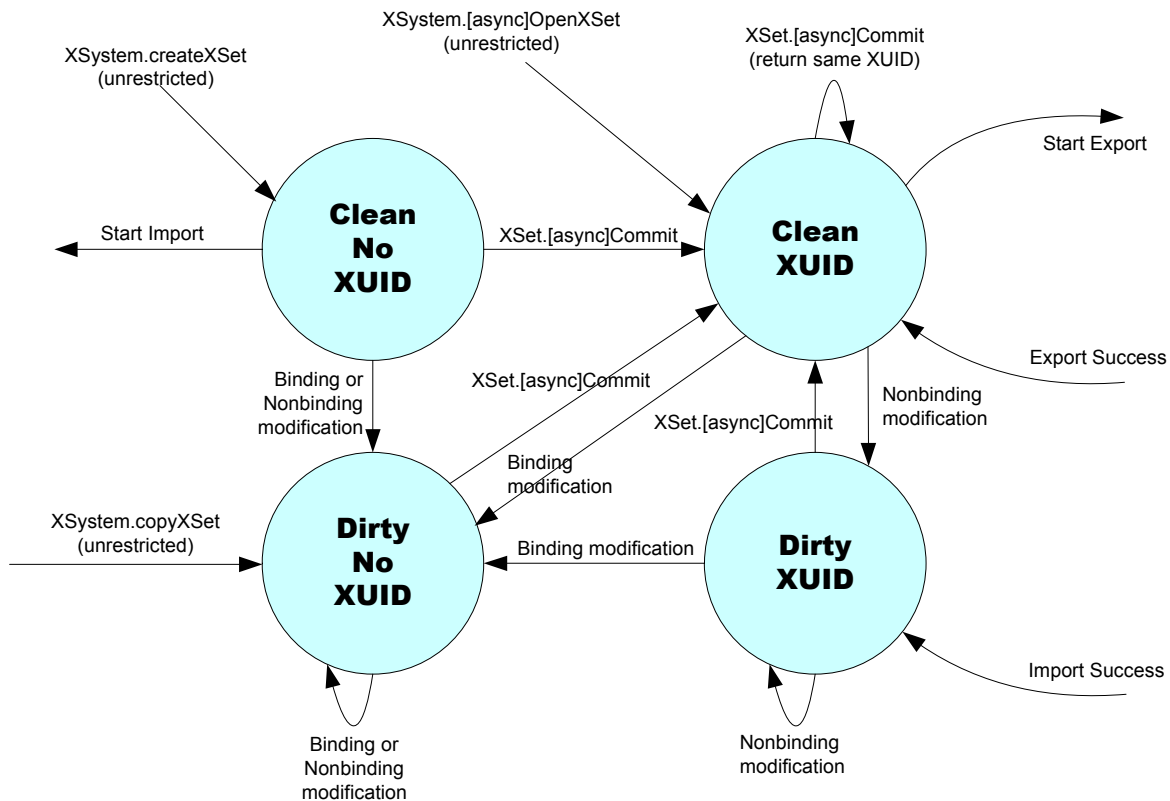 XSystem.[async]OpenXSet
(unrestricted)
XSet.[async]Commit
(return same XUID)
XSystem.createXSet
(unrestricted)
Start Export
Clean
No
XUID
Clean
XUID
Start Import
XSet.[async]Commit
Binding or
Nonbinding
modification
XSet.[async]Commit
Export Success
Nonbinding
modification
XSet.[async]Commit
Binding
modification
XSystem.copyXSet
(unrestricted)
Dirty
No
XUID
Binding modification
Dirty
XUID
Import Success
Binding or
Nonbinding
modification
Nonbinding
modification